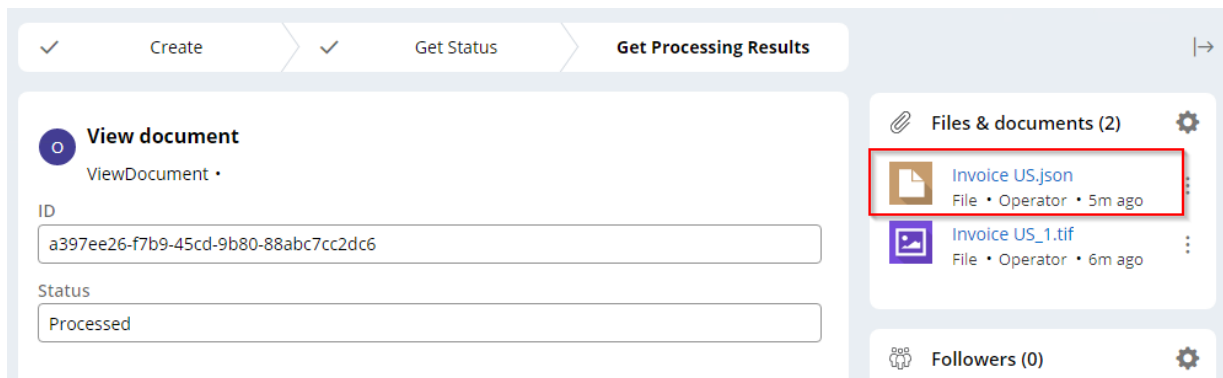 Create
Get Status
Get Processing Results
O
View document
ViewDocument •
ID
a397ee26-f7b9-45cd-9b80-88abc7cc2dc6
Status
Processed
Files & documents (2)
Invoice US.json
File • Operator • 5m ago
Invoice US_1.tif
File • Operator • 6m ago
Followers (0)